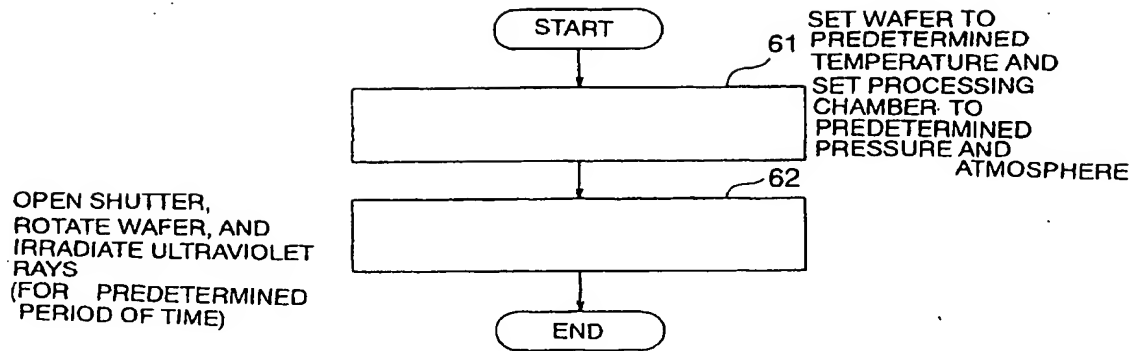 START
61
SET WAFER TO
PREDETERMINED
TEMPERATURE AND
SET PROCESSING
CHAMBER TO
PREDETERMINED
PRESSURE AND
ATMOSPHERE
62
OPEN SHUTTER,
ROTATE WAFER, AND
IRRADIATE ULTRAVIOLET
RAYS
(FOR PREDETERMINED
PERIOD OF TIME)
END